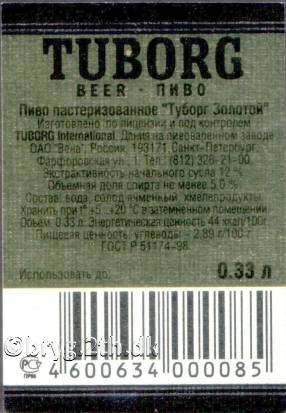 TUBORG
BEER · ПИВО
Пиво пастеризованное "Туборг Золотой"
Изготовлено по лицензии и под контролем
TUBORG International, Дания на пивоваренном заводе
ОАО "Вена", Россия, 193171, Санкт-Петербург,
Фарфоровская ул., 1. Тел. (812) 326-21-00.
Экстрактивность начального сусла 12 %
Объемная доля спирта не менее 5.0 %
Состав: вода, солод ячменный, хмелепродукты.
Хранить при t° +5...+20°С в затемненном помещении.
Объем: 0.33 л. Энергетическая ценность 44 ккал/100г.
Пищевая ценность: углеводы – 2,89 г/100 г.
ГОСТ Р 51174-98
Использовать до:
0.33 л
© bryg.2th.dk
РСТ
4 600634 000085